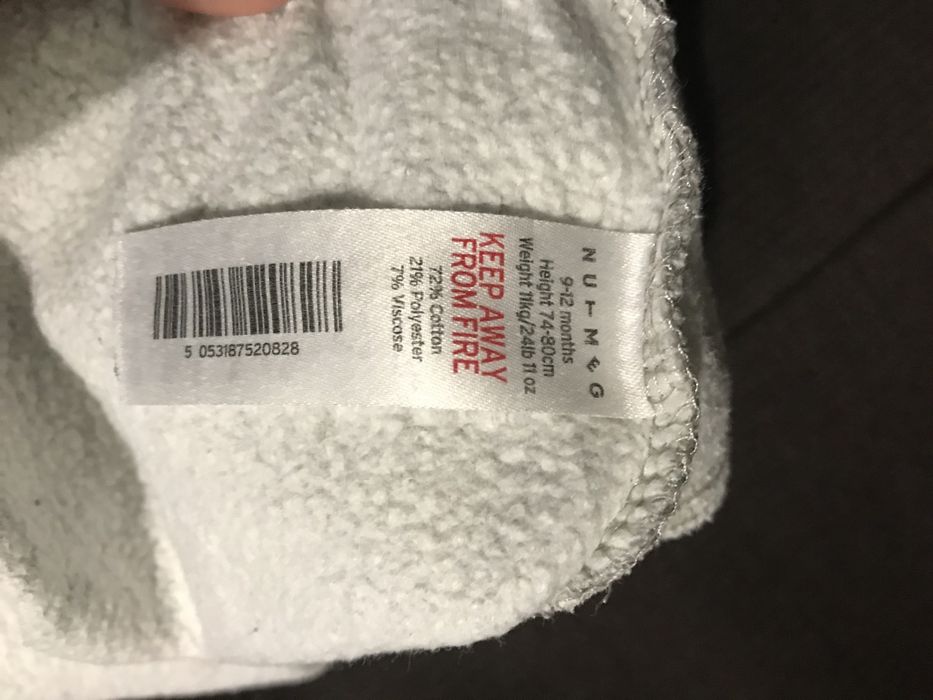 NUTMEG
9-12 months
Height 74-80cm
Weight 11kg/24lb 11 oz
KEEP AWAY
FROM FIRE
72% Cotton
21% Polyester
7% Viscose
5 053187520828